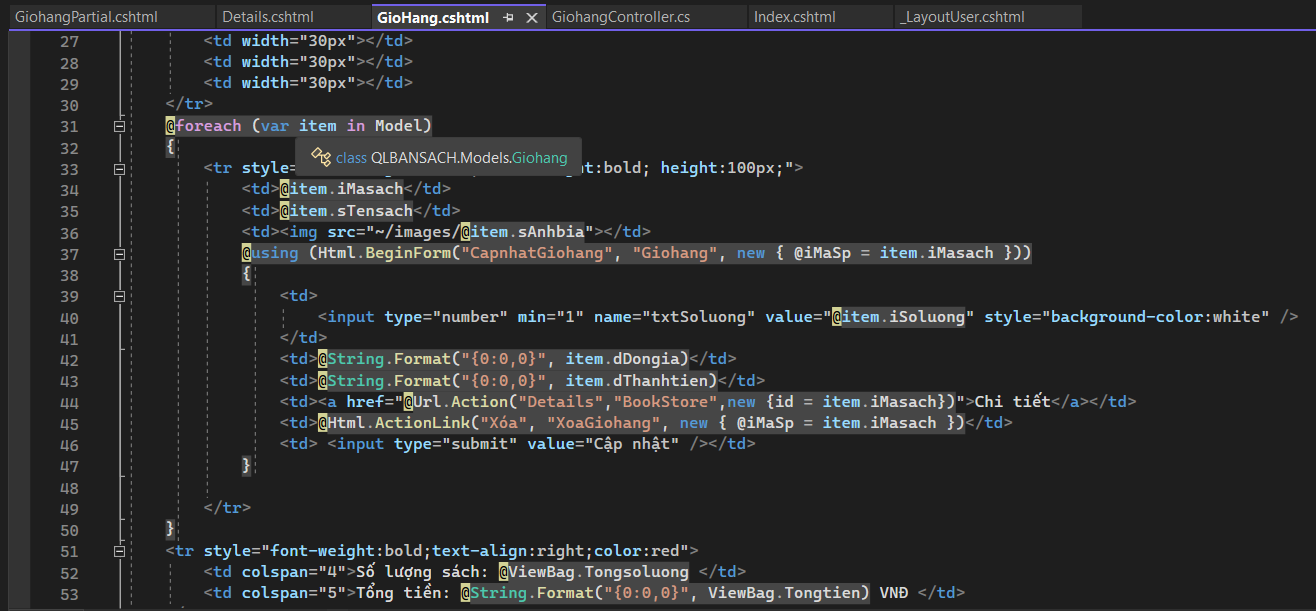 GiohangPartial.cshtml Details.cshtml GioHang.cshtml GiohangController.cs Index.cshtml _LayoutUser.cshtml
27 <td width="30px"></td>
28 <td width="30px"></td>
29 <td width="30px"></td>
30 </tr>
31 @foreach (var item in Model)
32 {
class QLBANSACH.Models.Giohang
33 <tr style= t:bold; height:100px;">
34 <td>@item.iMasach</td>
35 <td>@item.sTensach</td>
36 <td><img src="~/images/@item.sAnhbia"></td>
37 @using (Html.BeginForm("CapnhatGiohang", "Giohang", new { @iMaSp = item.iMasach }))
38 {
39 <td>
40 <input type="number" min="1" name="txtSoluong" value="@item.iSoluong" style="background-color:white" />
41 </td>
42 <td>@String.Format("{0:0,0}", item.dDongia)</td>
43 <td>@String.Format("{0:0,0}", item.dThanhtien)</td>
44 <td><a href="@Url.Action("Details","BookStore",new {id = item.iMasach})">Chi tiết</a></td>
45 <td>@Html.ActionLink("Xóa", "XoaGiohang", new { @iMaSp = item.iMasach })</td>
46 <td> <input type="submit" value="Cập nhật" /></td>
47 }
48
49 </tr>
50 }
51 <tr style="font-weight:bold;text-align:right;color:red">
52 <td colspan="4">Số lượng sách: @ViewBag.Tongsoluong </td>
53 <td colspan="5">Tổng tiền: @String.Format("{0:0,0}", ViewBag.Tongtien) VNĐ </td>